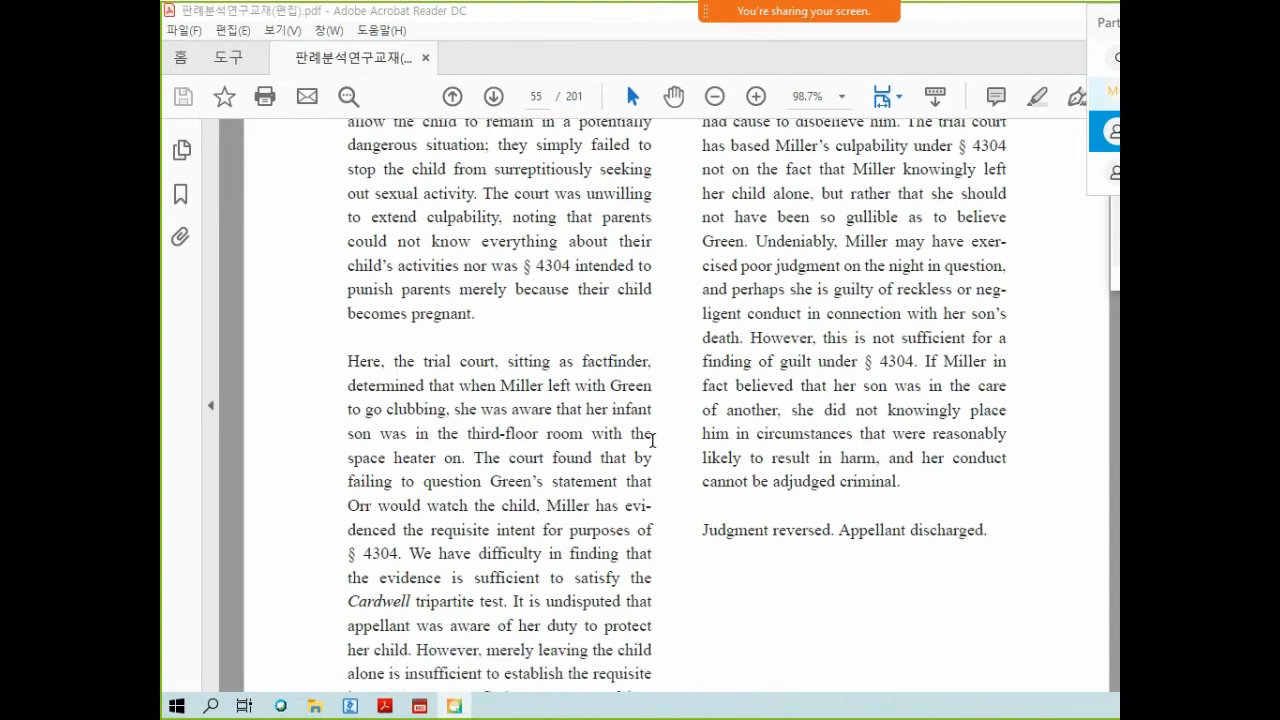 판례분석연구교재(편집).pdf - Adobe Acrobat Reader DC
You're sharing your screen.
Part
파일(F) 편집(E) 보기(V) 창(W) 도움말(H)
홈 도구 판례분석연구교재(... ×
55 / 201 98.7%
allow the child to remain in a potentially
dangerous situation; they simply failed to
stop the child from surreptitiously seeking
out sexual activity. The court was unwilling
to extend culpability, noting that parents
could not know everything about their
child's activities nor was § 4304 intended to
punish parents merely because their child
becomes pregnant.
Here, the trial court, sitting as factfinder,
determined that when Miller left with Green
to go clubbing, she was aware that her infant
son was in the third-floor room with the
space heater on. The court found that by
failing to question Green's statement that
Orr would watch the child, Miller has evi-
denced the requisite intent for purposes of
§ 4304. We have difficulty in finding that
the evidence is sufficient to satisfy the
Cardwell tripartite test. It is undisputed that
appellant was aware of her duty to protect
her child. However, merely leaving the child
alone is insufficient to establish the requisite
had cause to disbelieve him. The trial court
has based Miller's culpability under § 4304
not on the fact that Miller knowingly left
her child alone, but rather that she should
not have been so gullible as to believe
Green. Undeniably, Miller may have exer-
cised poor judgment on the night in question,
and perhaps she is guilty of reckless or neg-
ligent conduct in connection with her son's
death. However, this is not sufficient for a
finding of guilt under § 4304. If Miller in
fact believed that her son was in the care
of another, she did not knowingly place
him in circumstances that were reasonably
likely to result in harm, and her conduct
cannot be adjudged criminal.
Judgment reversed. Appellant discharged.